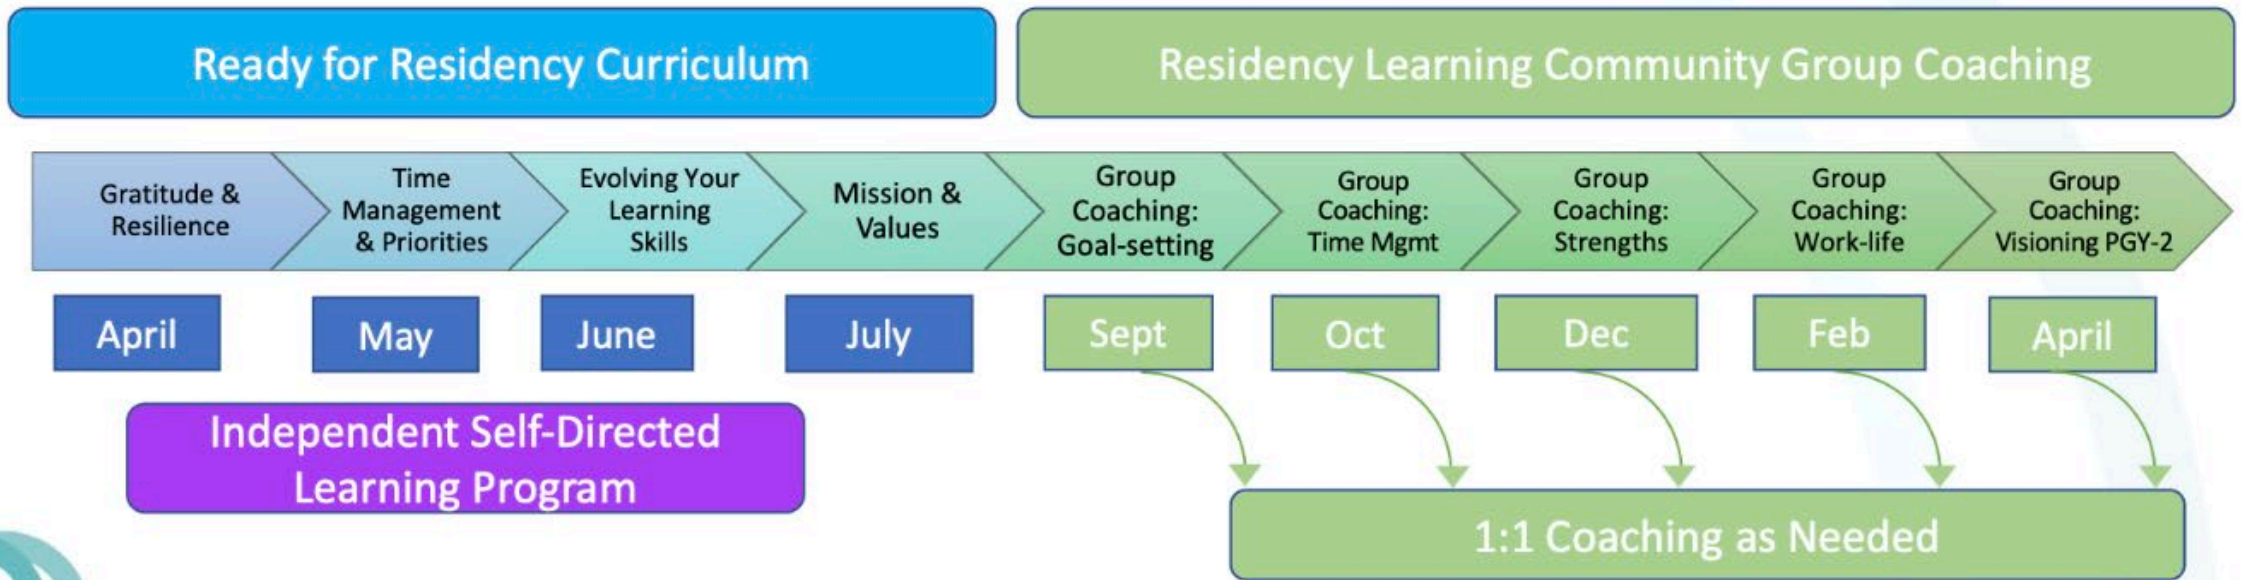 Ready for Residency Curriculum
Residency Learning Community Group Coaching
Gratitude &
Resilience
Time
Management
& Priorities
Evolving Your
Learning
Skills
Mission &
Values
Group
Coaching:
Goal-setting
Group
Coaching:
Time Mgmt
Group
Coaching:
Strengths
Group
Coaching:
Work-life
Group
Coaching:
Visioning PGY-2
April
May
June
July
Sept
Oct
Dec
Feb
April
Independent Self-Directed
Learning Program
1:1 Coaching as Needed